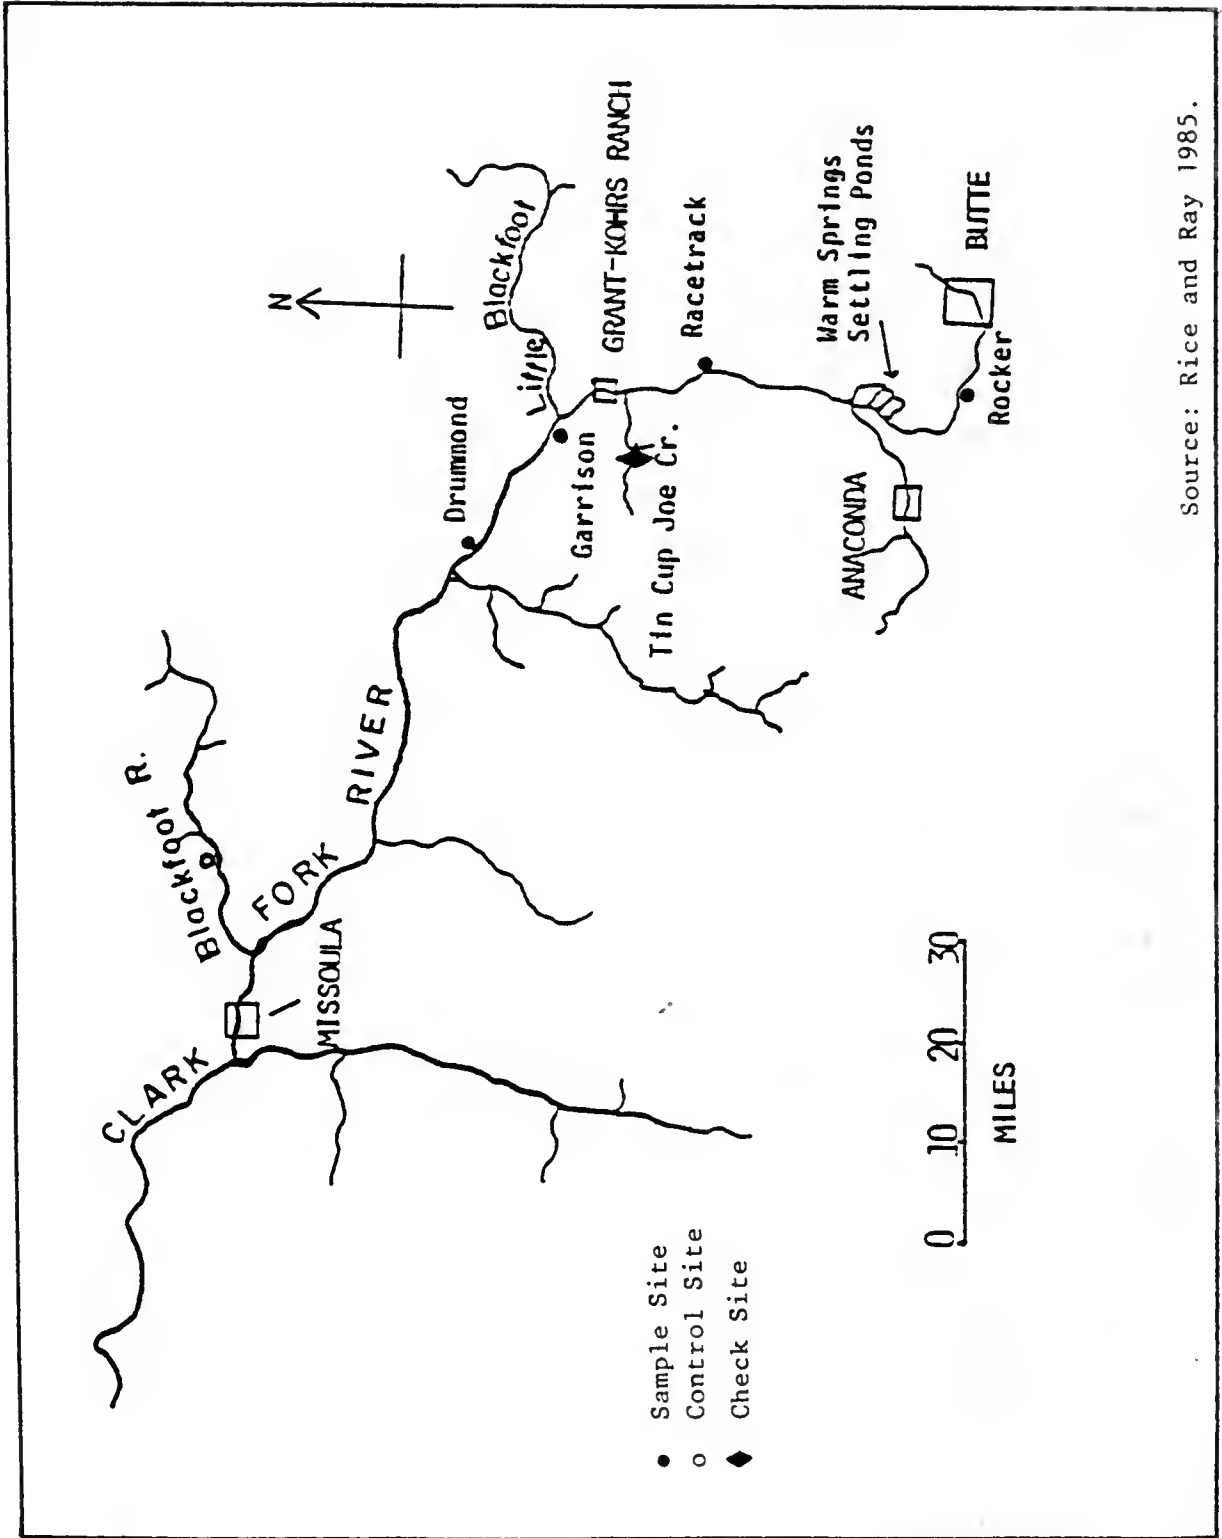 N
Blackfoot R.
CLARK
FORK
RIVER
MISSOULA
Drummond
Little
Blackfoot
Garrison
GRANT-KOHRS RANCH
Tin Cup Joe Cr.
Racetrack
ANACONDA
Warm Springs
Settling Ponds
Rocker
BUTTE
Sample Site
Control Site
Check Site
0 10 20 30
MILES
Source: Rice and Ray 1985.